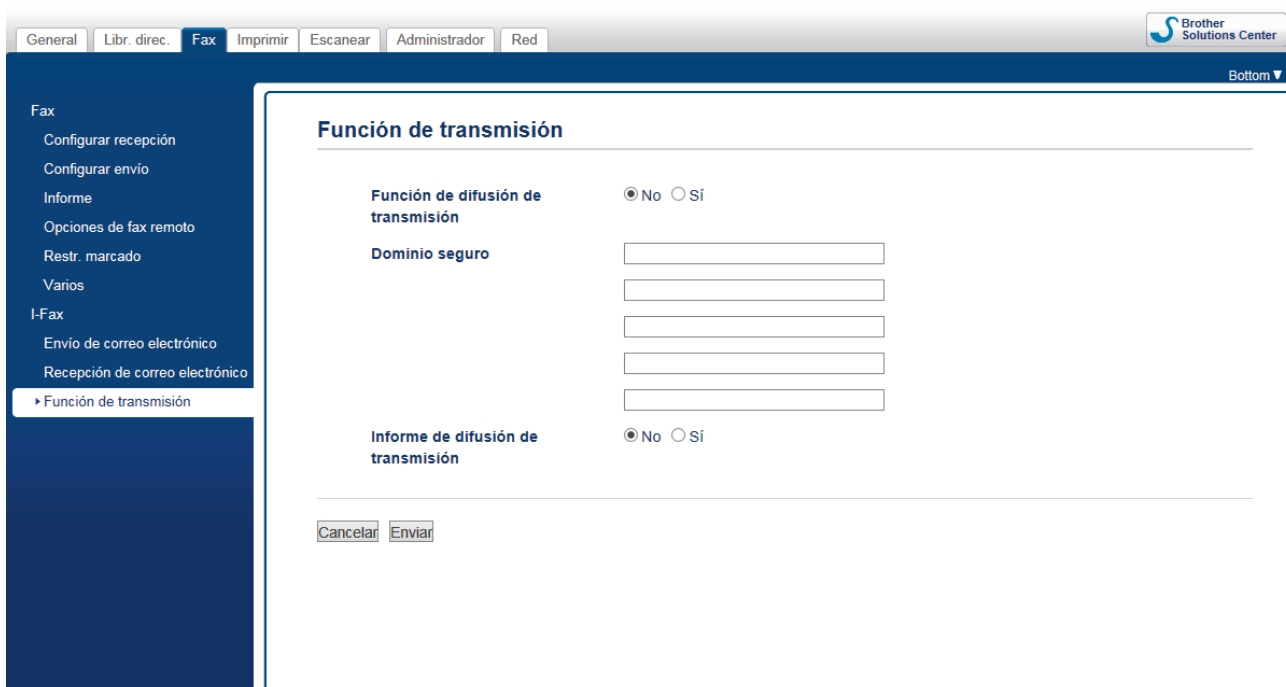 General Libr. direc. Fax Imprimir Escanear Administrador Red
Brother
Solutions Center
Bottom ▼
Fax
Configurar recepción
Configurar envío
Informe
Opciones de fax remoto
Restr. marcado
Varios
I-Fax
Envío de correo electrónico
Recepción de correo electrónico
Función de transmisión
Función de transmisión
Función de difusión de
transmisión
No Sí
Dominio seguro
Informe de difusión de
transmisión
No Sí
Cancelar Enviar